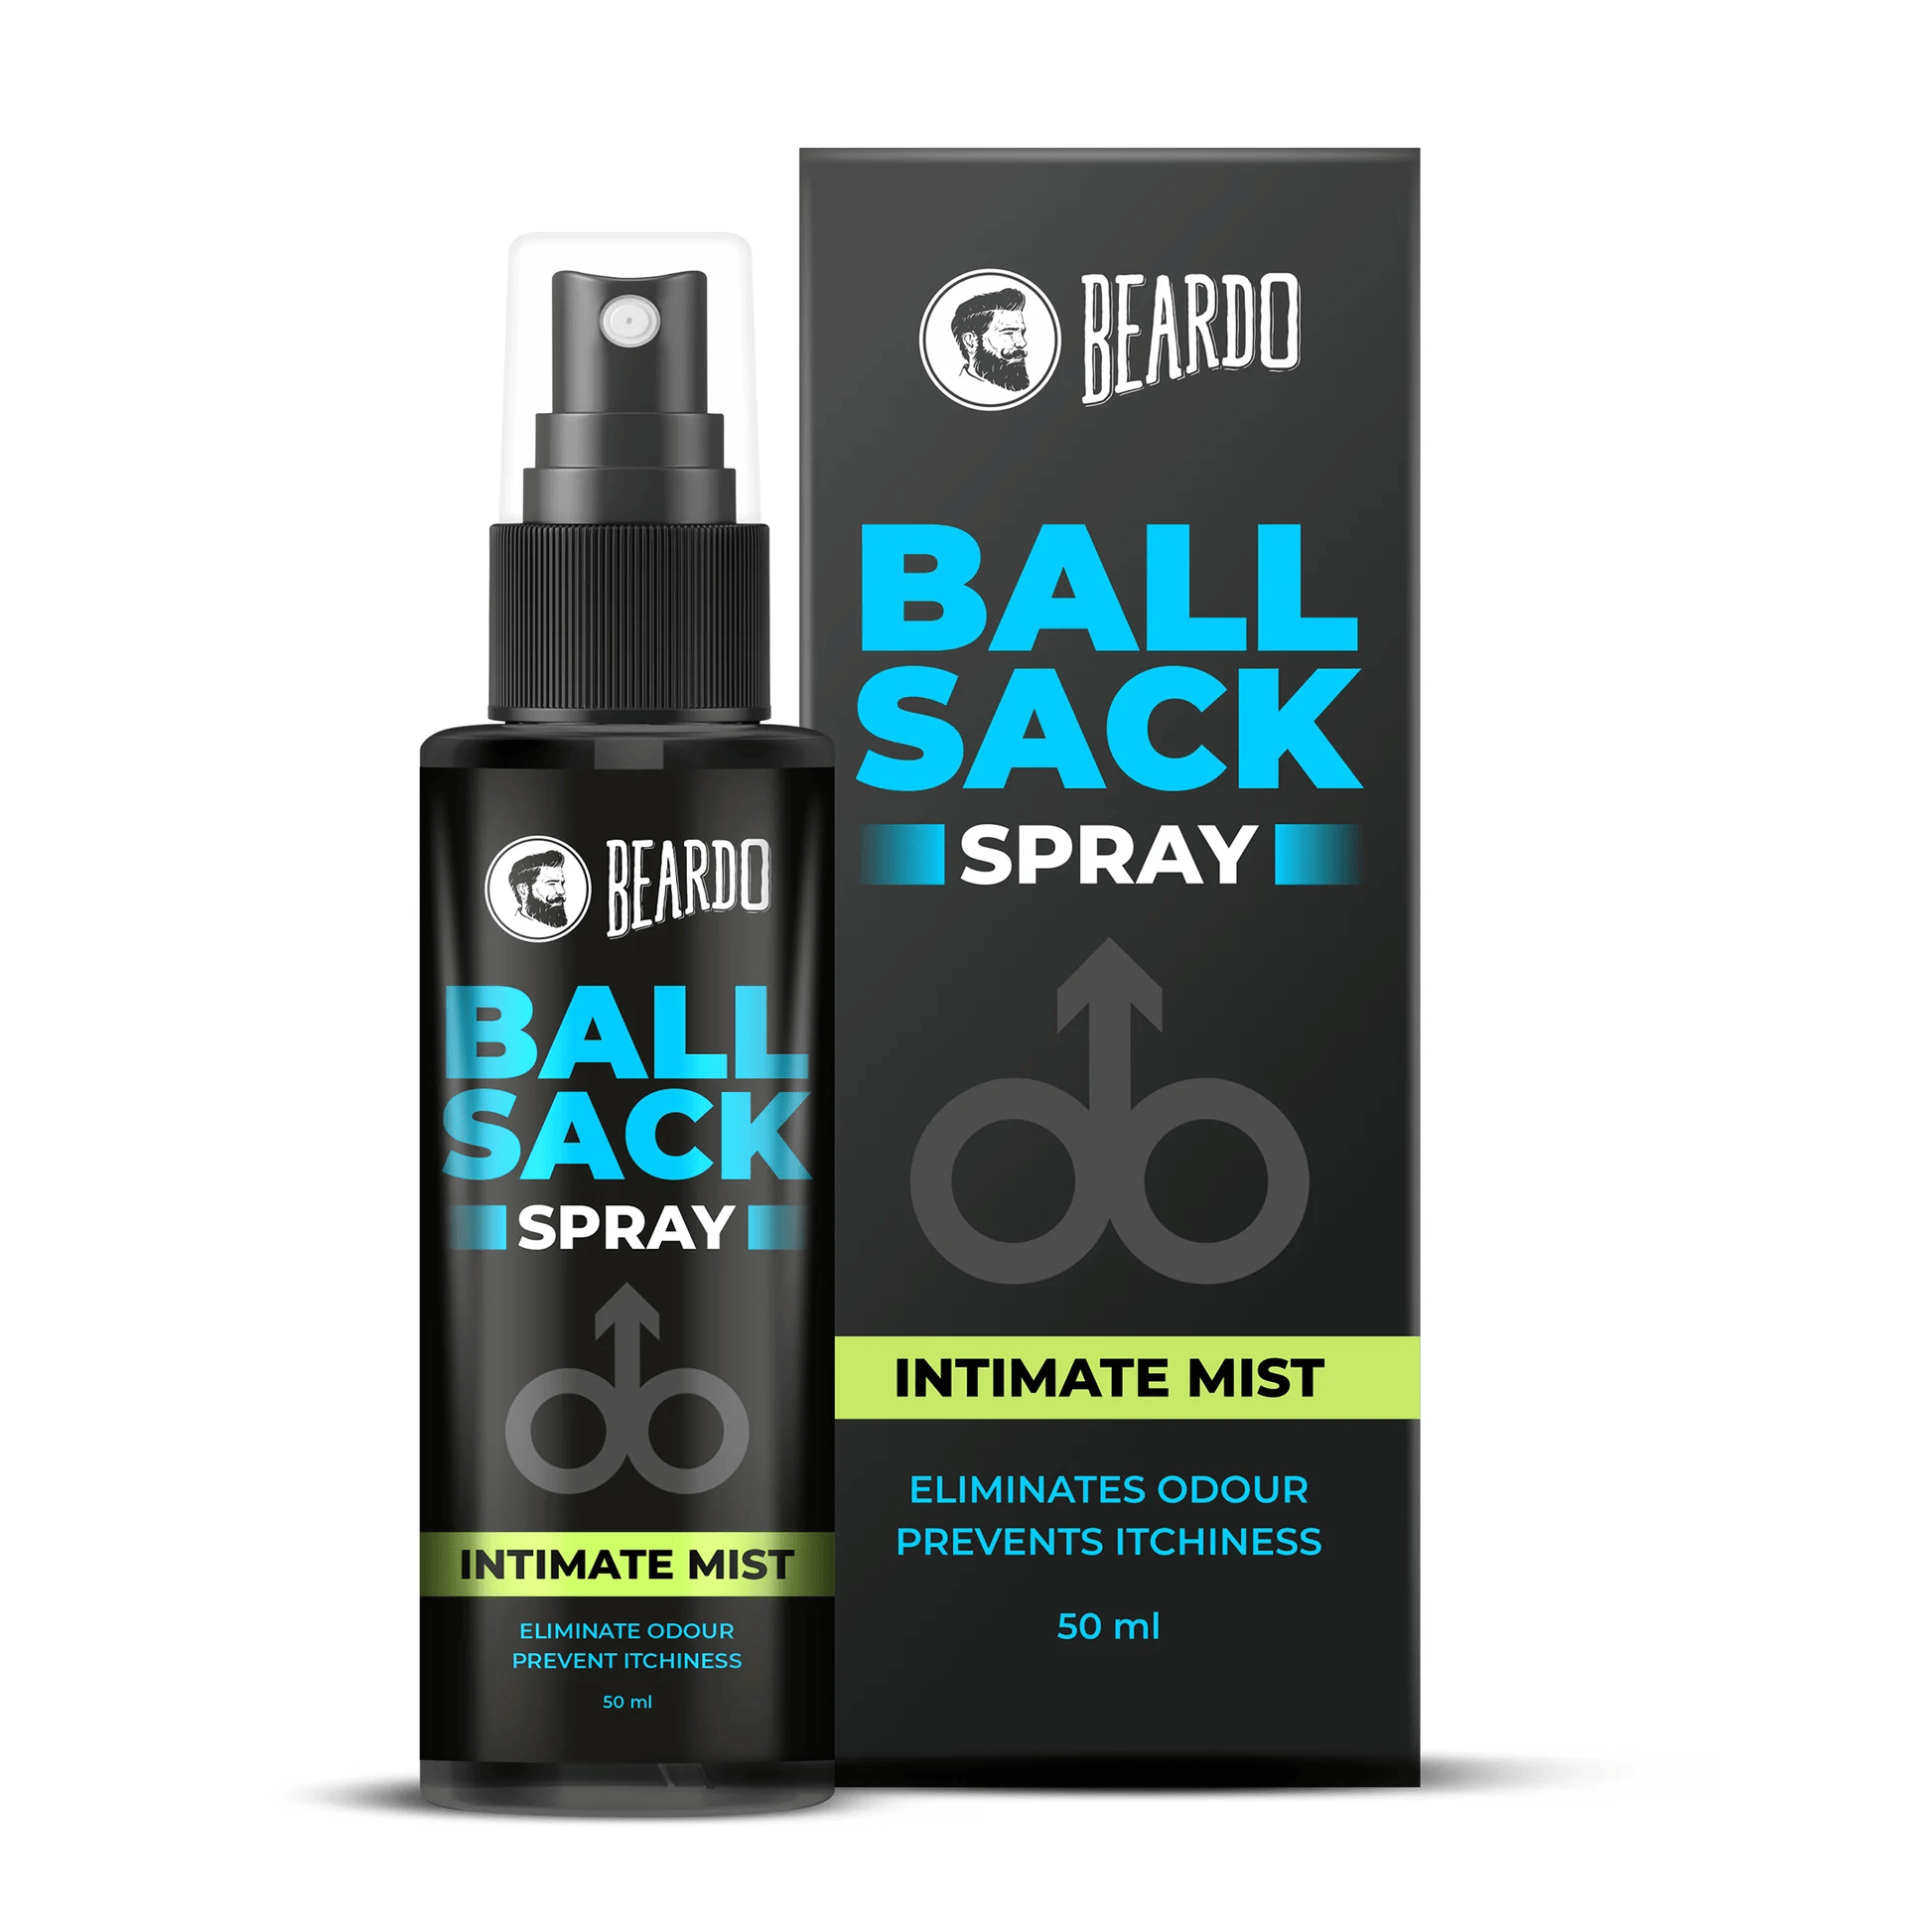 BEARDO
BALL
SACK
SPRAY
INTIMATE MIST
ELIMINATE ODOUR
PREVENT ITCHINESS
50 ml
BEARDO
BALL
SACK
SPRAY
INTIMATE MIST
ELIMINATES ODOUR
PREVENTS ITCHINESS
50 ml